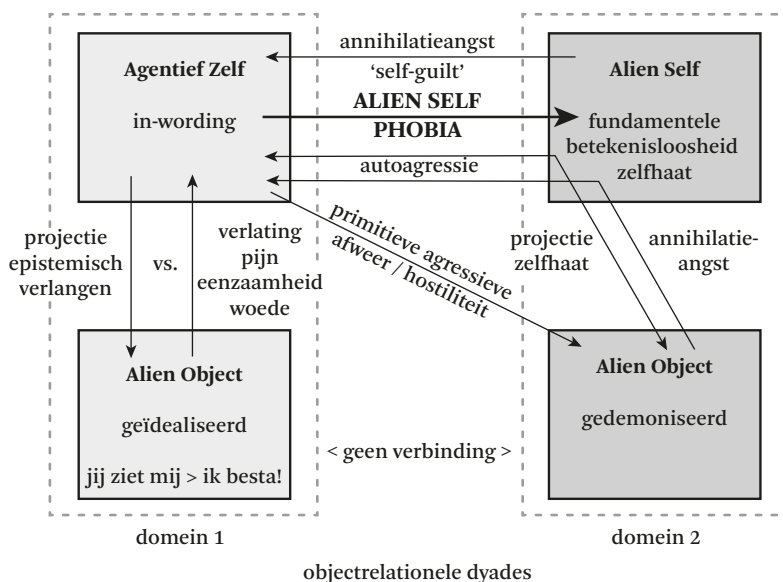 annihilatieangst
Agentief Zelf
Alien Self
'self-guilt'
ALIEN SELF
in-wording
fundamentele
PHOBIA
betekenisloosheid
autoagressie
zelfhaat
projectie
epistemisch
verlangen
vs.
verlating
pijn
eenzaamheid
woede
primitieve agressieve
afweer / hostiliteit
projectie
zelfhaat
annihilatie-
angst
Alien Object
geïdealiseerd
jij ziet mij > ik besta!
< geen verbinding >
Alien Object
gedemoniseerd
domein 1
domein 2
objectrelationele dyades